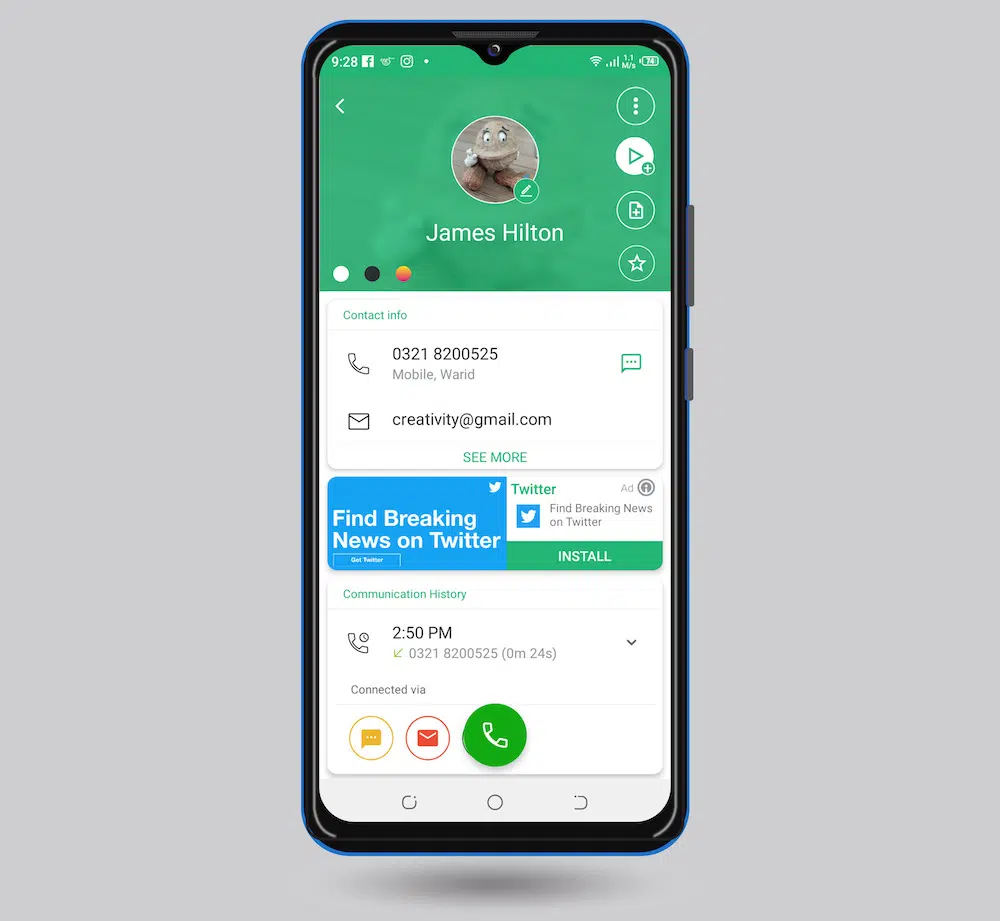 9:28
1.1
M/s
74
James Hilton
Contact info
0321 8200525
Mobile, Warid
creativity@gmail.com
SEE MORE
Find Breaking
News on Twitter
Get Twitter
Twitter
Ad
Find Breaking News
on Twitter
INSTALL
Communication History
2:50 PM
0321 8200525 (0m 24s)
Connected via